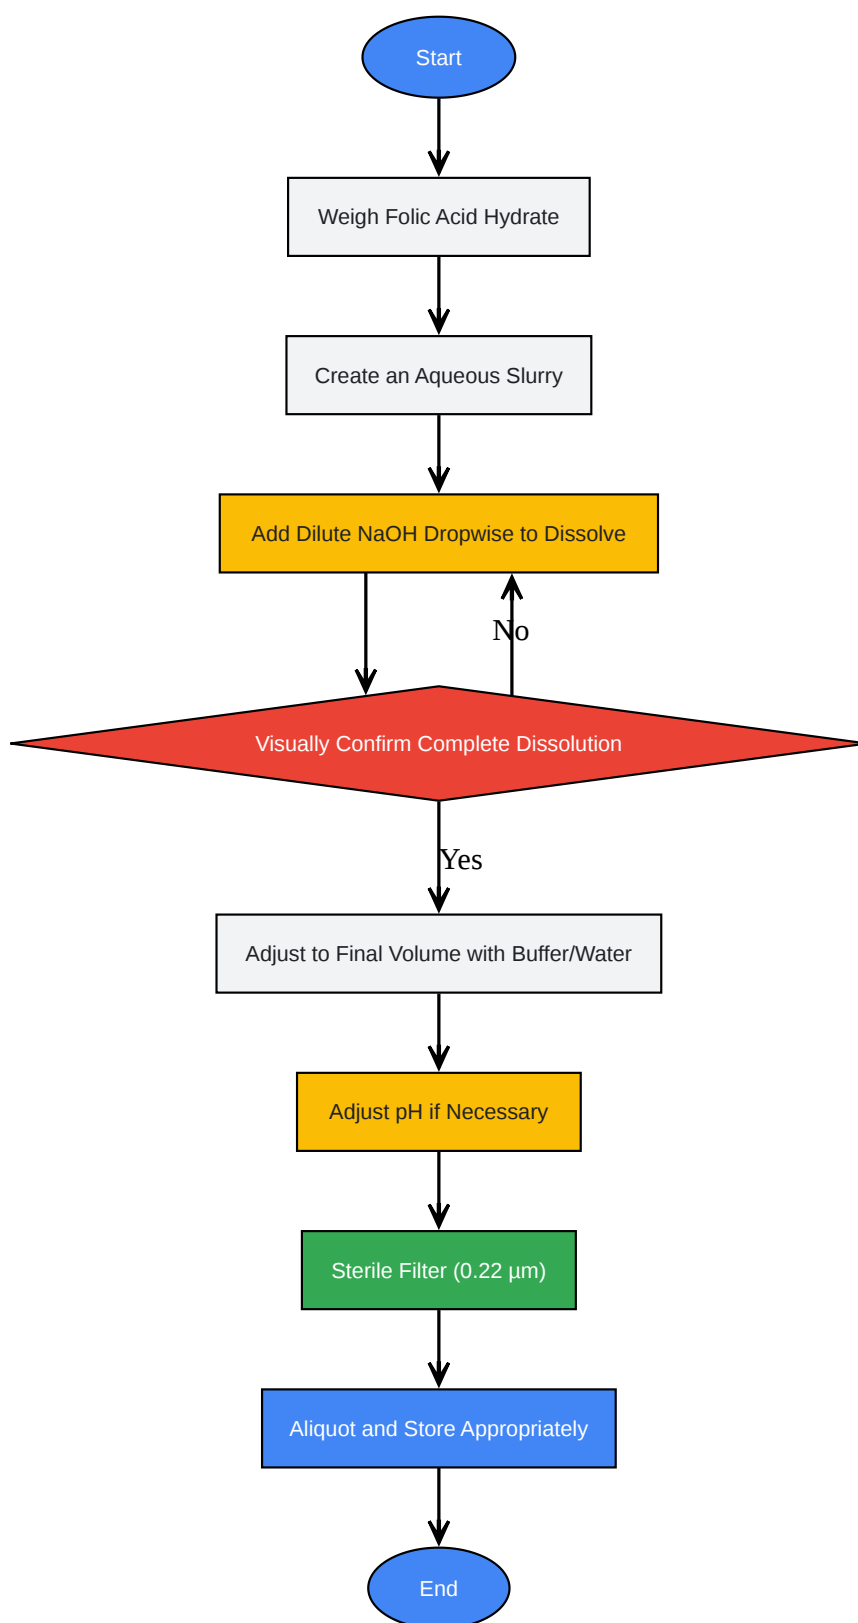 Start
Weigh Folic Acid Hydrate
Create an Aqueous Slurry
Add Dilute NaOH Dropwise to Dissolve
No
Visually Confirm Complete Dissolution
Yes
Adjust to Final Volume with Buffer/Water
Adjust pH if Necessary
Sterile Filter (0.22 µm)
Aliquot and Store Appropriately
End